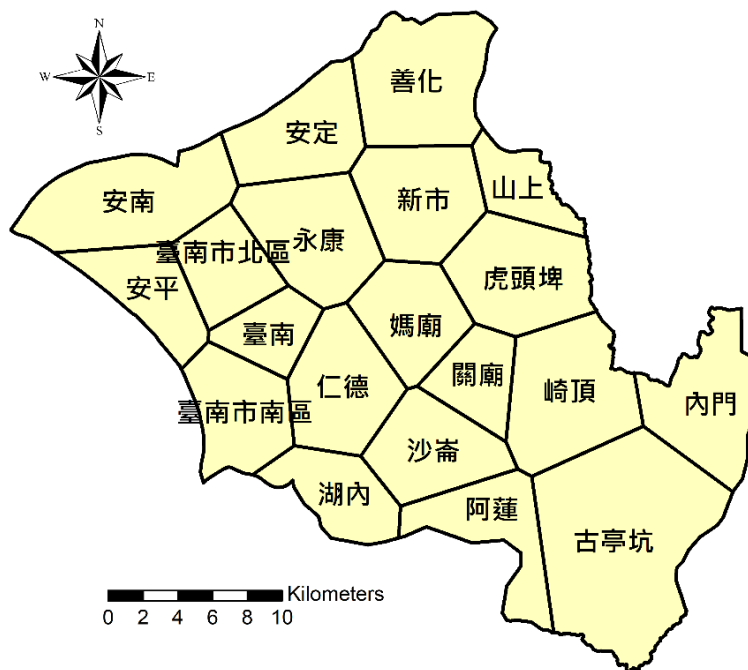 N
W
E
S
善化
安定
山上
安南
新市
永康
臺南市北區
虎頭埤
安平
媽廟
臺南
關廟
仁德
崎頂
內門
臺南市南區
沙崙
湖內
阿蓮
古亭坑
Kilometers
0 2 4 6 8 10